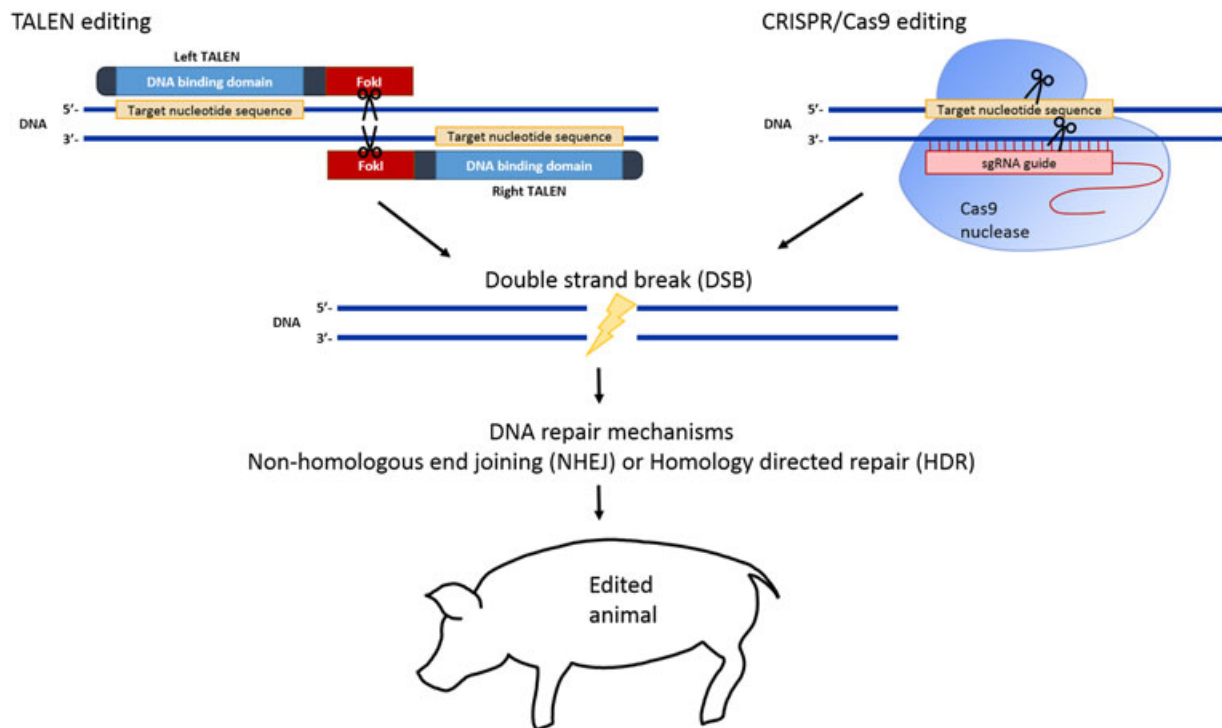 TALEN editing
Left TALEN
DNA binding domain
FokI
5’-
Target nucleotide sequence
DNA
3’-
Target nucleotide sequence
FokI
DNA binding domain
Right TALEN
CRISPR/Cas9 editing
5’-
Target nucleotide sequence
DNA
3’-
sgRNA guide
Cas9
nuclease
Double strand break (DSB)
5’-
DNA
3’-
DNA repair mechanisms
Non-homologous end joining (NHEJ) or Homology directed repair (HDR)
Edited
animal